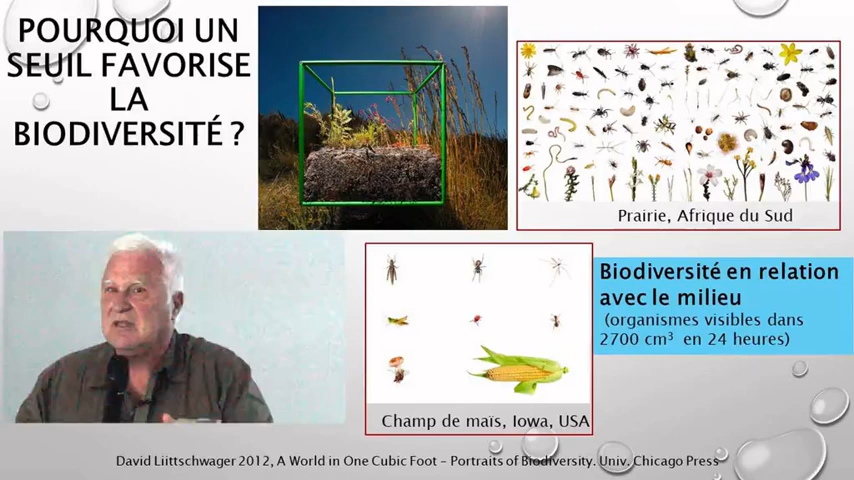 POURQUOI UN
SEUIL FAVORISE
LA
BIODIVERSITÉ ?
Prairie, Afrique du Sud
Biodiversité en relation
avec le milieu
(organismes visibles dans
2700 cm³ en 24 heures)
Champ de maïs, Iowa, USA
David Liittschwager 2012, A World in One Cubic Foot – Portraits of Biodiversity. Univ. Chicago Press